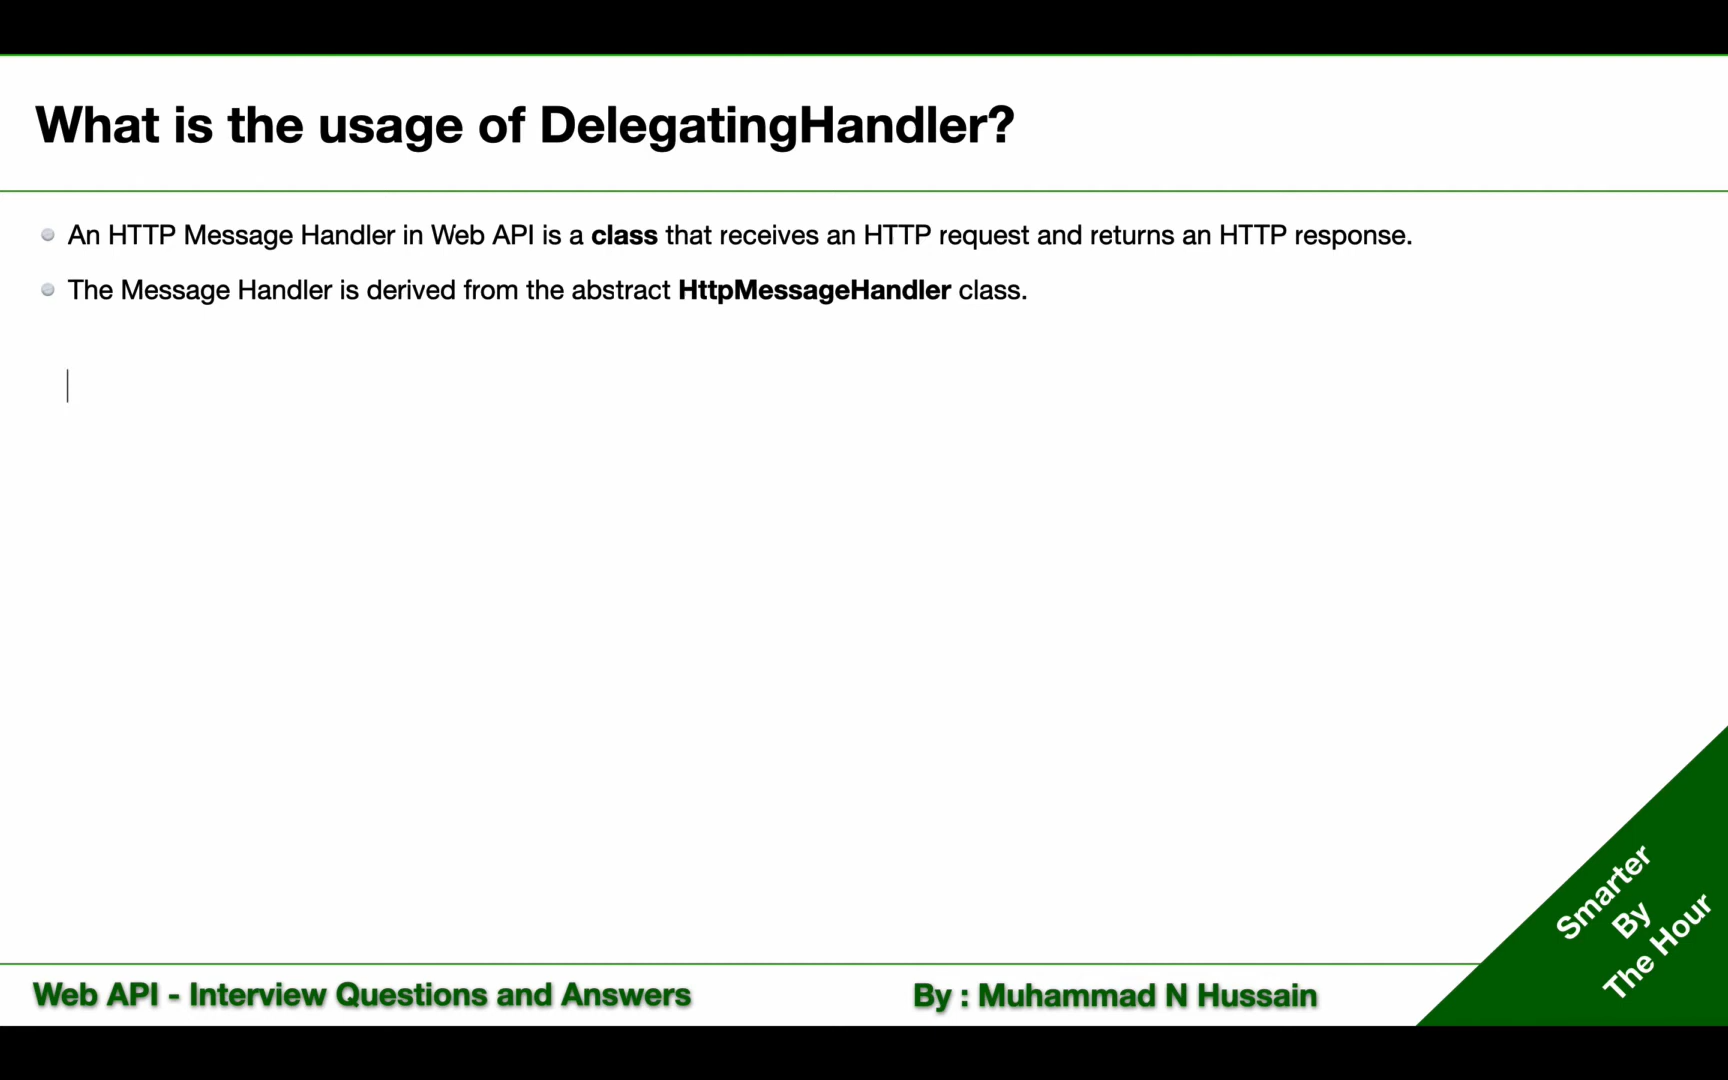 What is the usage of DelegatingHandler?
An HTTP Message Handler in Web API is a class that receives an HTTP request and returns an HTTP response.
The Message Handler is derived from the abstract HttpMessageHandler class.
Smarter
By
The Hour
Web API - Interview Questions and Answers
By : Muhammad N Hussain